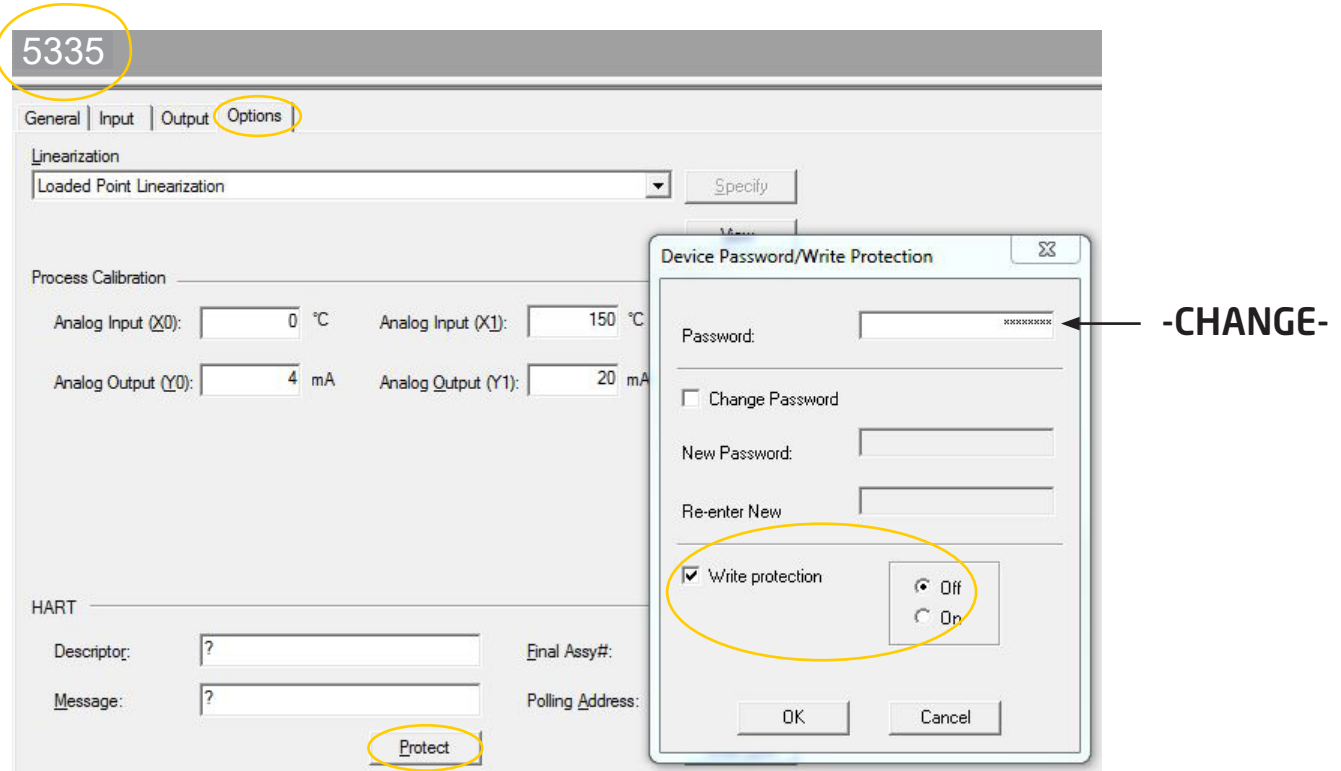 5335
General Input Output Options
Linearization
Loaded Point Linearization Specify
View
Device Password/Write Protection
Process Calibration
Analog Input (X0): 0 °C Analog Input (X1): 150 °C
Password: ******** -CHANGE-
Analog Output (Y0): 4 mA Analog Output (Y1): 20 mA
Change Password
New Password:
Re-enter New
Write protection Off
On
HART
Descriptor: ? Final Assy#:
Message: ? Polling Address:
OK Cancel
Protect